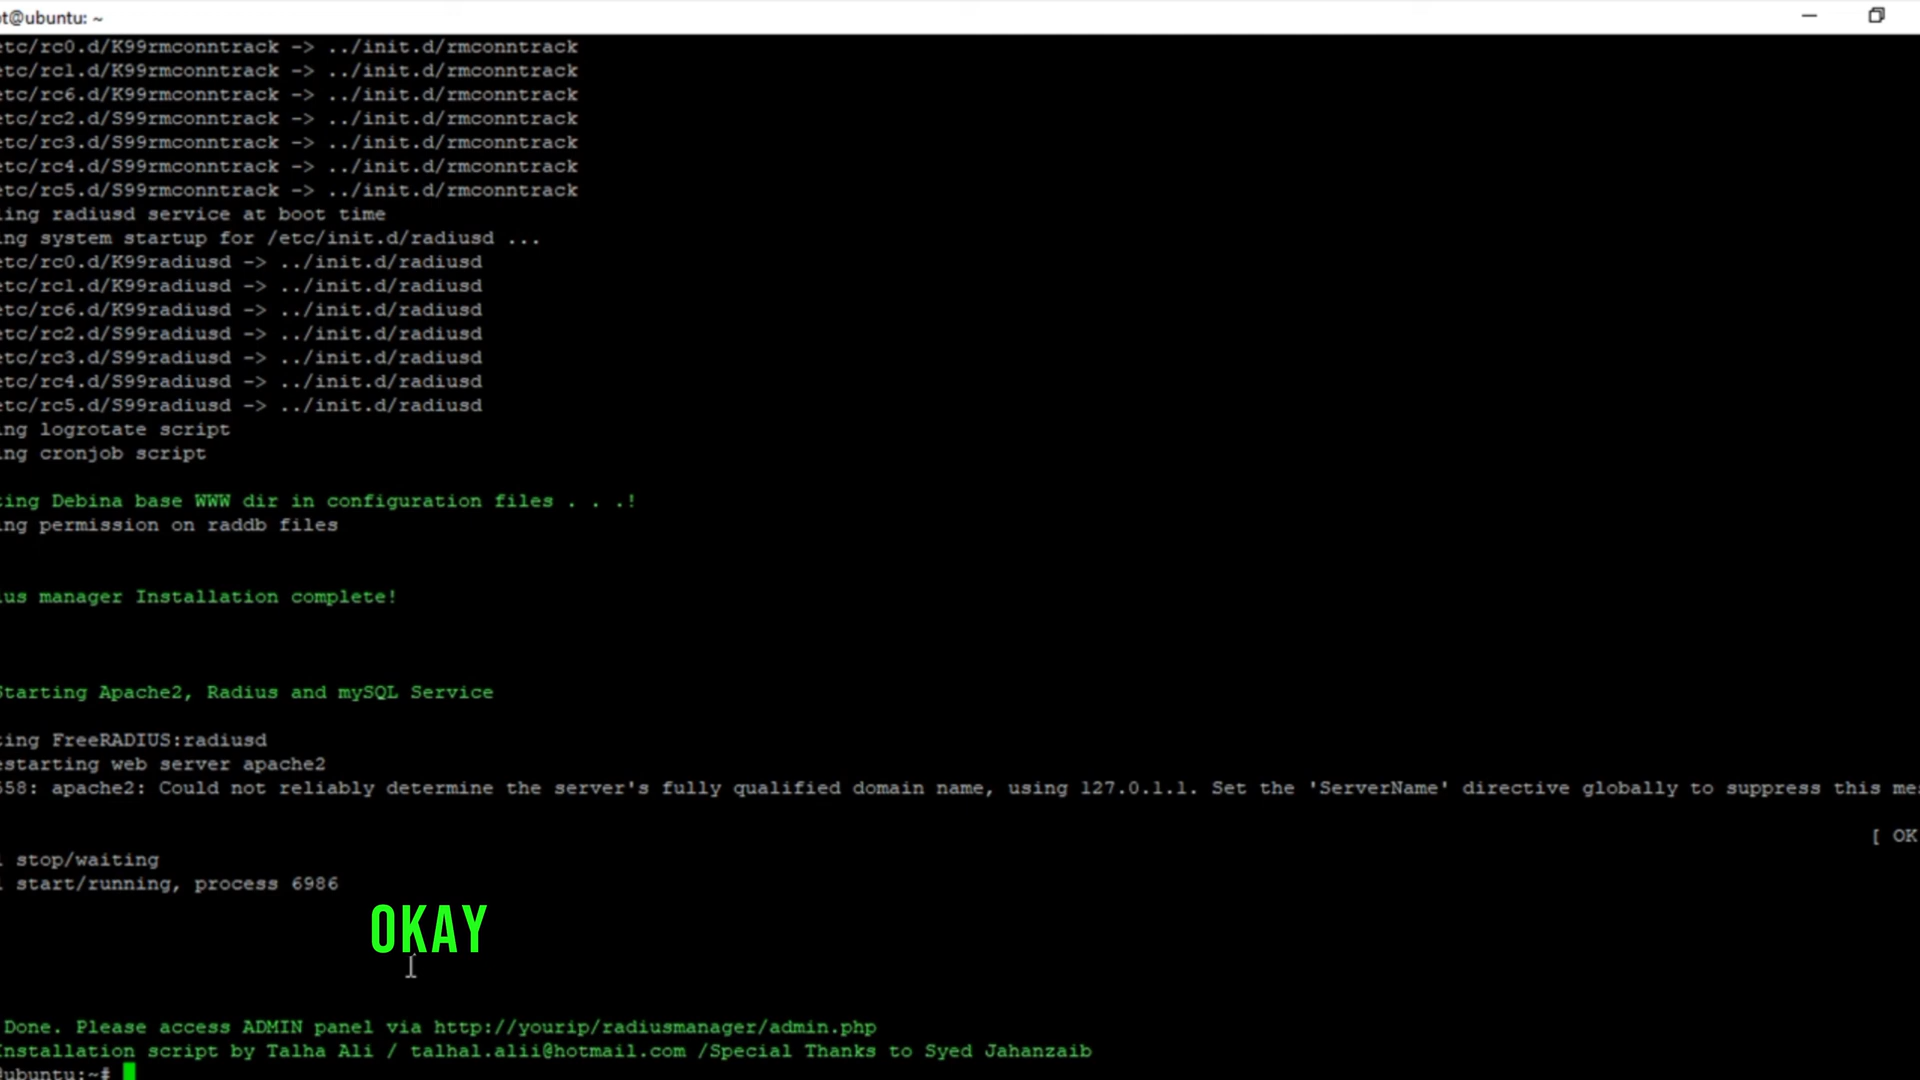 t@ubuntu: ~
etc/rc0.d/K99rmconntrack -> ../init.d/rmconntrack
etc/rc1.d/K99rmconntrack -> ../init.d/rmconntrack
etc/rc6.d/K99rmconntrack -> ../init.d/rmconntrack
etc/rc2.d/S99rmconntrack -> ../init.d/rmconntrack
etc/rc3.d/S99rmconntrack -> ../init.d/rmconntrack
etc/rc4.d/S99rmconntrack -> ../init.d/rmconntrack
etc/rc5.d/S99rmconntrack -> ../init.d/rmconntrack
ling radiusd service at boot time
ing system startup for /etc/init.d/radiusd ...
etc/rc0.d/K99radiusd -> ../init.d/radiusd
etc/rc1.d/K99radiusd -> ../init.d/radiusd
etc/rc6.d/K99radiusd -> ../init.d/radiusd
etc/rc2.d/S99radiusd -> ../init.d/radiusd
etc/rc3.d/S99radiusd -> ../init.d/radiusd
etc/rc4.d/S99radiusd -> ../init.d/radiusd
etc/rc5.d/S99radiusd -> ../init.d/radiusd
ing logrotate script
ing cronjob script
ting Debina base WWW dir in configuration files . . .!
ing permission on raddb files
ius manager Installation complete!
Starting Apache2, Radius and mySQL Service
ting FreeRADIUS:radiusd
estarting web server apache2
558: apache2: Could not reliably determine the server's fully qualified domain name, using 127.0.1.1. Set the 'ServerName' directive globally to suppress this mes
[ OK
l stop/waiting
l start/running, process 6986
OKAY
Done. Please access ADMIN panel via http://yourip/radiusmanager/admin.php
Installation script by Talha Ali / talhal.alii@hotmail.com /Special Thanks to Syed Jahanzaib
@ubuntu:~#